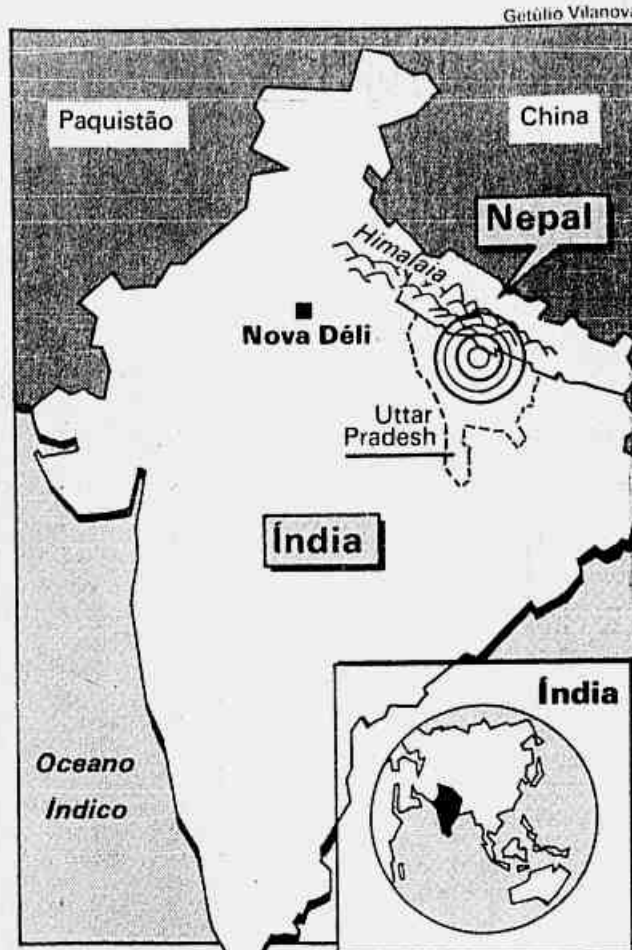 Getúlio Vilanova
Paquistão
China
Nepal
Himalaia
Nova Déli
Uttar
Pradesh
Índia
Índia
Oceano
Índico